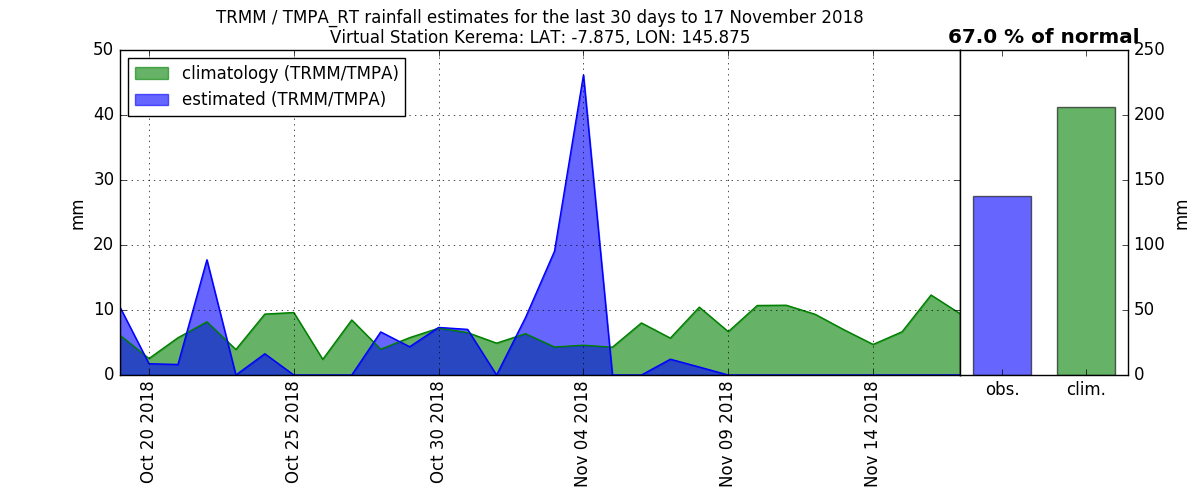 TRMM / TMPA_RT rainfall estimates for the last 30 days to 17 November 2018
Virtual Station Kerema: LAT: -7.875, LON: 145.875
67.0 % of normal
climatology (TRMM/TMPA)
estimated (TRMM/TMPA)
50
40
30
20
10
0
mm
Oct 20 2018
Oct 25 2018
Oct 30 2018
Nov 04 2018
Nov 09 2018
Nov 14 2018
obs.
clim.
250
200
150
100
50
0
mm